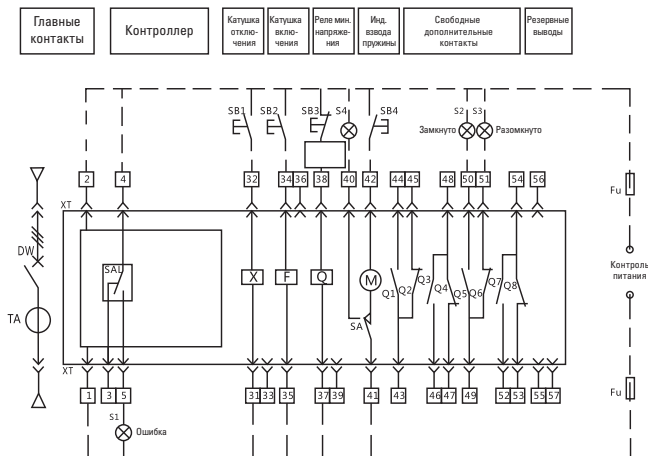 Главные
контакты
Контроллер
Катушка
отклю-
чения
Катушка
вклю-
чения
Реле мин.
напряже-
ния
Инд.
взвода
пружины
Свободные
дополнительные
контакты
Резервные
выводы
SB1 SB2 SB3 S4 SB4 S2 S3
Замкнуто Разомкнуто
2 4 32 34 36 38 40 42 44 45 48 50 51 54 56
Fu
XT
DW
SAL
X F Q M
Контроль
питания
Q1 Q2 Q3 Q4 Q5 Q6 Q7 Q8
TA
SA
XT
1 3 5 31 33 35 37 39 41 43 46 47 49 52 53 55 57
Fu
S1
Ошибка